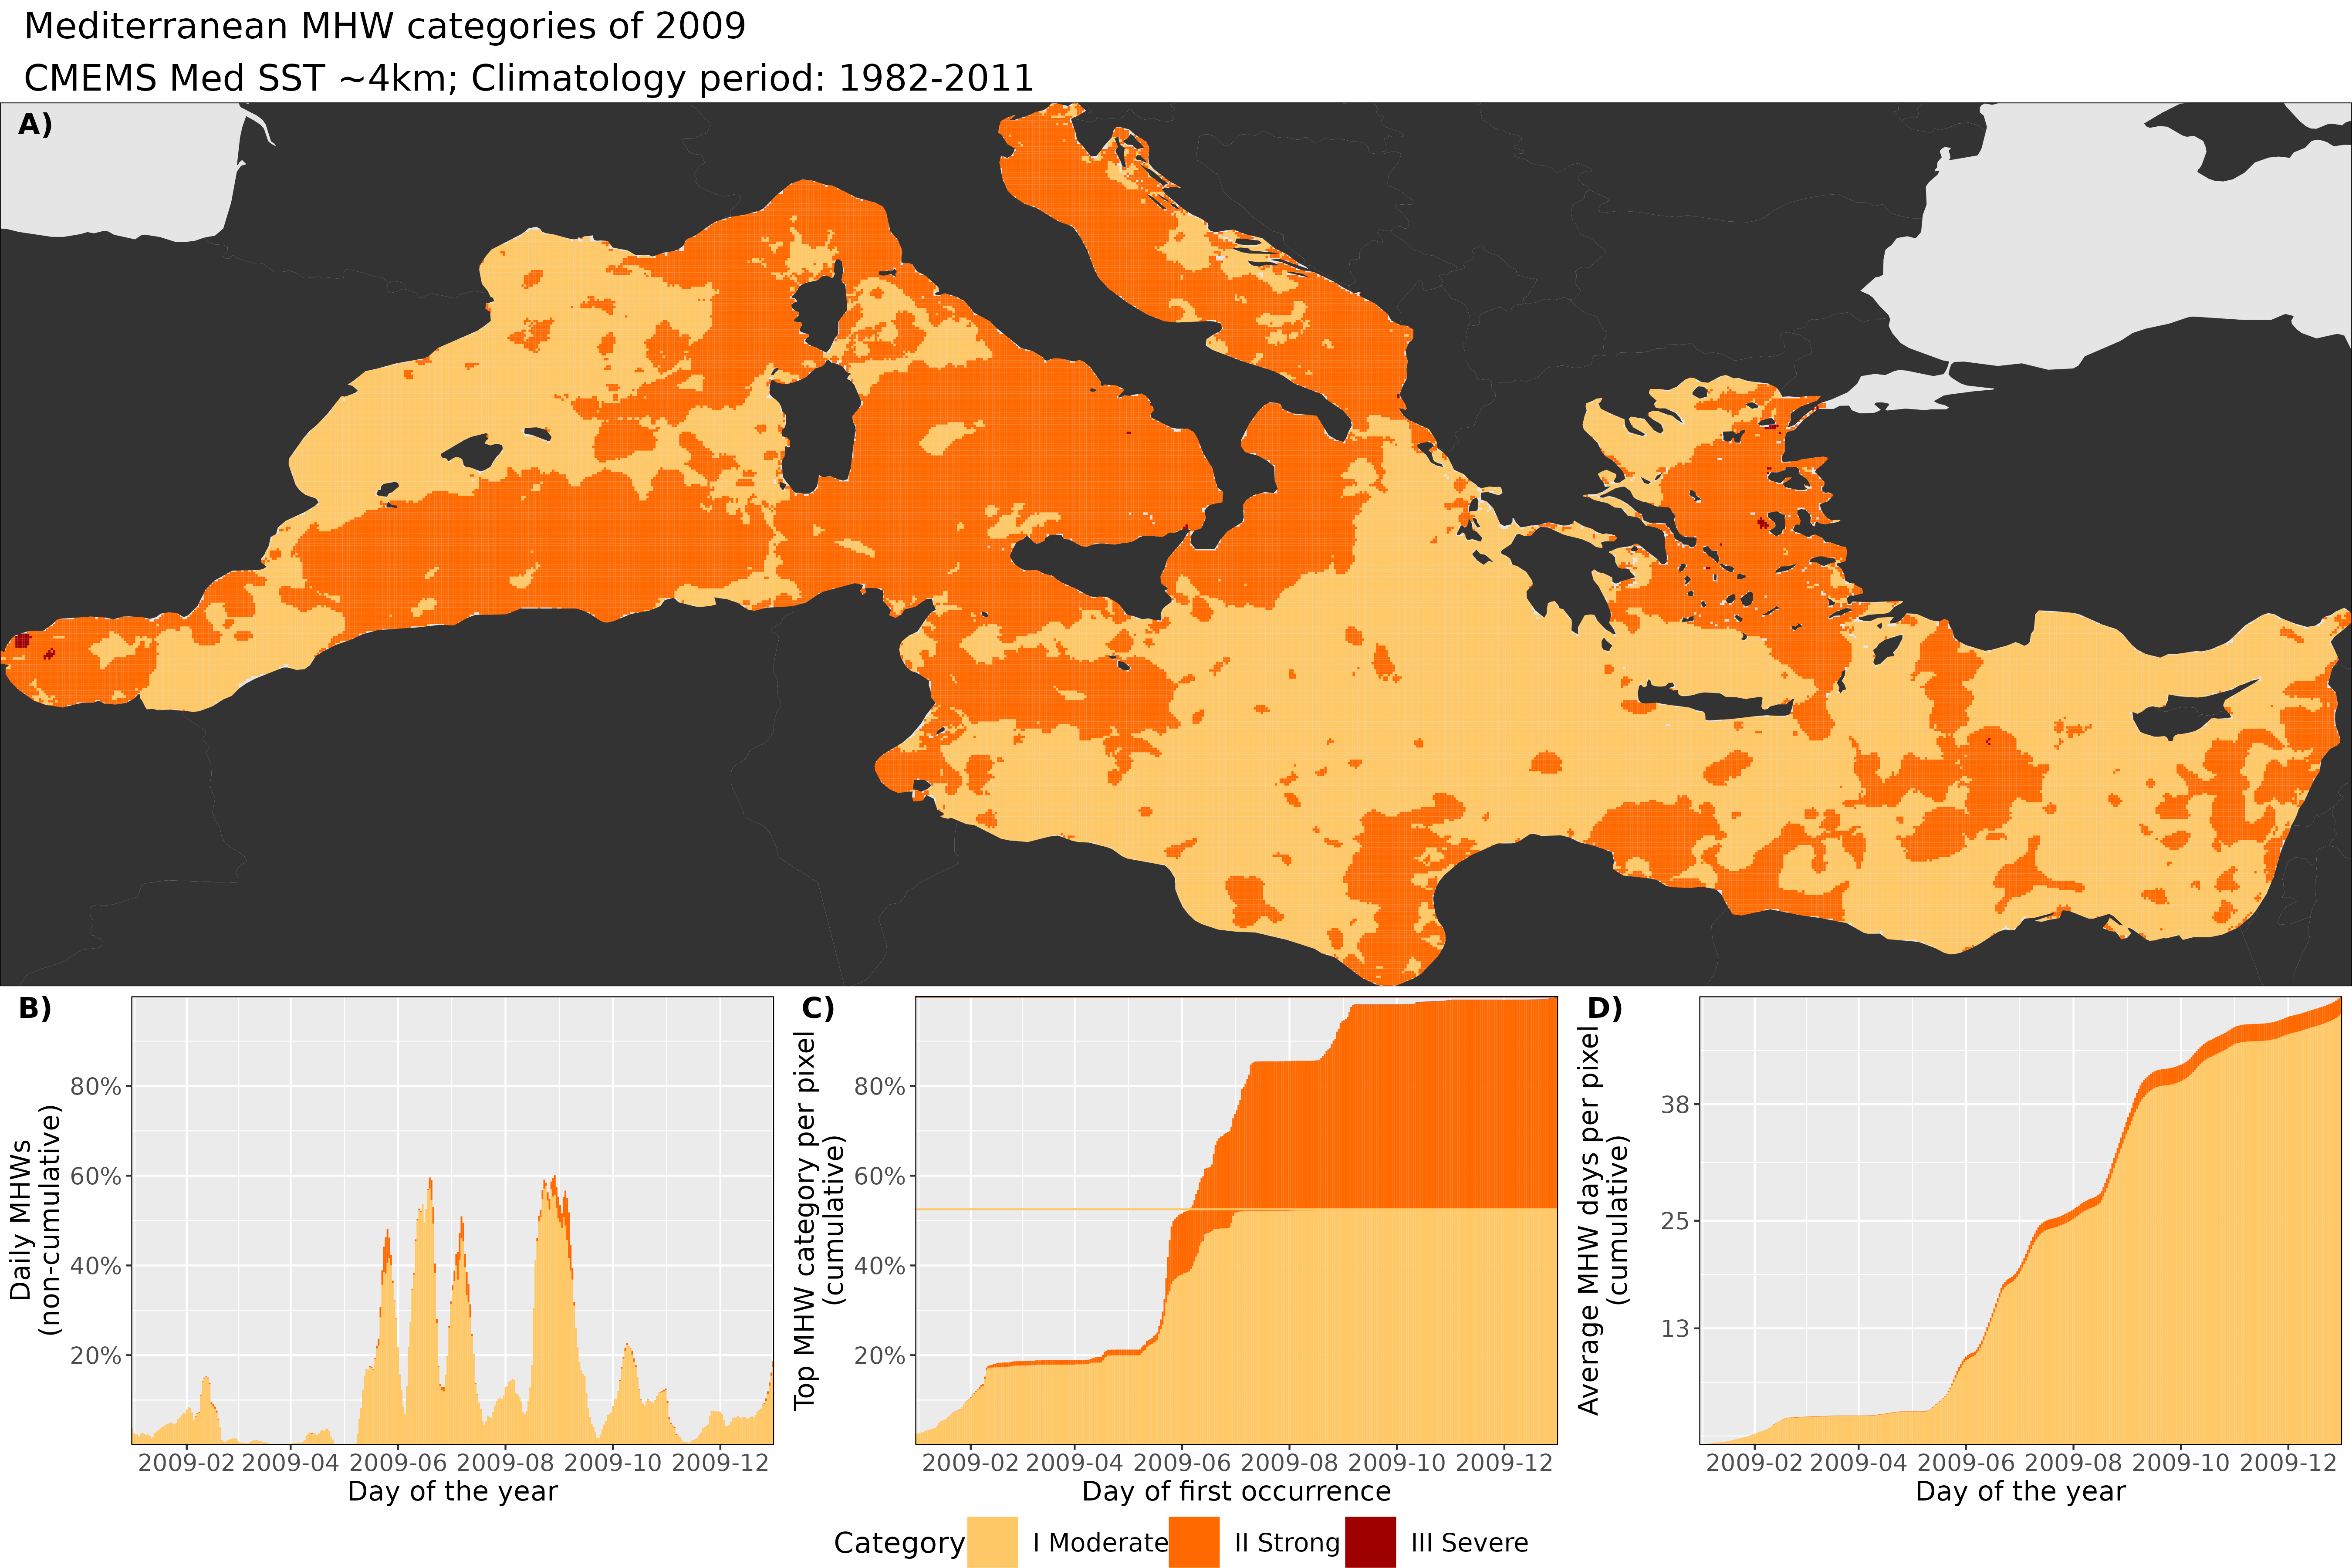 Mediterranean MHW categories of 2009
CMEMS Med SST ~4km; Climatology period: 1982-2011
A)
B)
Daily MHWs
(non-cumulative)
80%
60%
40%
20%
2009-02 2009-04 2009-06 2009-08 2009-10 2009-12
Day of the year
C)
Top MHW category per pixel
(cumulative)
80%
60%
40%
20%
2009-02 2009-04 2009-06 2009-08 2009-10 2009-12
Day of first occurrence
D)
Average MHW days per pixel
(cumulative)
38
25
13
2009-02 2009-04 2009-06 2009-08 2009-10 2009-12
Day of the year
Category I Moderate II Strong III Severe